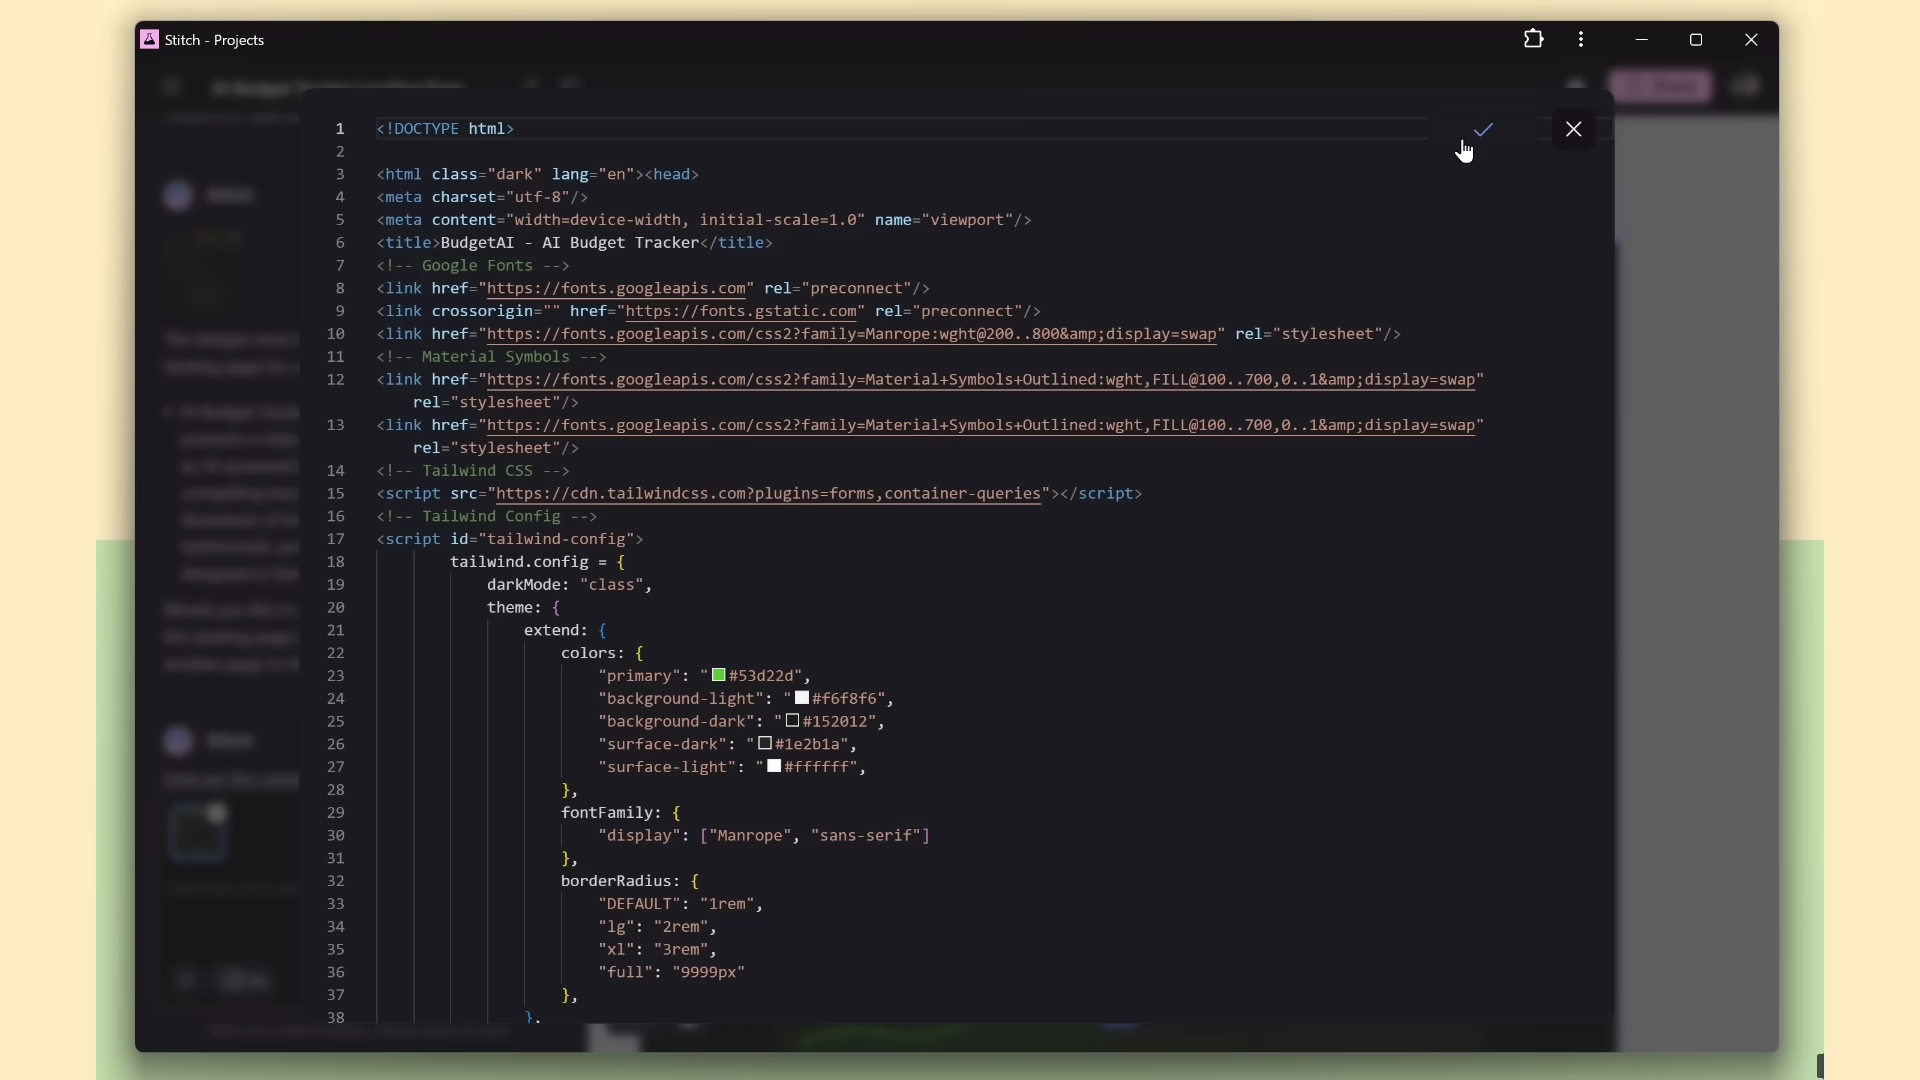 Stitch - Projects
1 <!DOCTYPE html>
2
3 <html class="dark" lang="en"><head>
4 <meta charset="utf-8"/>
5 <meta content="width=device-width, initial-scale=1.0" name="viewport"/>
6 <title>BudgetAI - AI Budget Tracker</title>
7 <!-- Google Fonts -->
8 <link href="https://fonts.googleapis.com" rel="preconnect"/>
9 <link crossorigin="" href="https://fonts.gstatic.com" rel="preconnect"/>
10 <link href="https://fonts.googleapis.com/css2?family=Manrope:wght@200..800&amp;display=swap" rel="stylesheet"/>
11 <!-- Material Symbols -->
12 <link href="https://fonts.googleapis.com/css2?family=Material+Symbols+Outlined:wght,FILL@100..700,0..1&amp;display=swap"
rel="stylesheet"/>
13 <link href="https://fonts.googleapis.com/css2?family=Material+Symbols+Outlined:wght,FILL@100..700,0..1&amp;display=swap"
rel="stylesheet"/>
14 <!-- Tailwind CSS -->
15 <script src="https://cdn.tailwindcss.com?plugins=forms,container-queries"></script>
16 <!-- Tailwind Config -->
17 <script id="tailwind-config">
18 tailwind.config = {
19 darkMode: "class",
20 theme: {
21 extend: {
22 colors: {
23 "primary": "#53d22d",
24 "background-light": "#f6f8f6",
25 "background-dark": "#152012",
26 "surface-dark": "#1e2b1a",
27 "surface-light": "#ffffff",
28 },
29 fontFamily: {
30 "display": ["Manrope", "sans-serif"]
31 },
32 borderRadius: {
33 "DEFAULT": "1rem",
34 "lg": "2rem",
35 "xl": "3rem",
36 "full": "9999px"
37 },
38 },